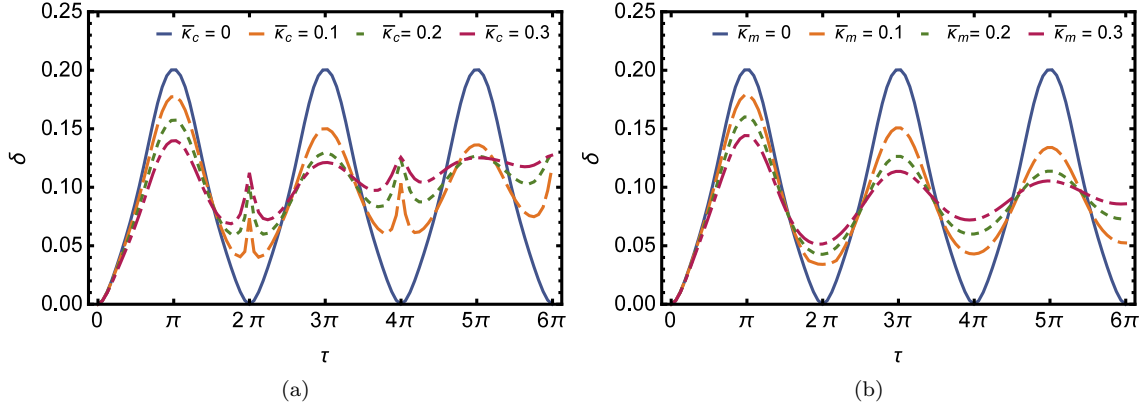 κ̅c = 0 κ̅c = 0.1 κ̅c= 0.2 κ̅c = 0.3
0.25
0.20
0.15
δ
0.10
0.05
0.00
0 π 2 π 3π 4π 5π 6π
τ
(a)
κ̅m = 0 κ̅m = 0.1 κ̅m= 0.2 κ̅m = 0.3
0.25
0.20
0.15
δ
0.10
0.05
0.00
0 π 2 π 3π 4π 5π 6π
τ
(b)